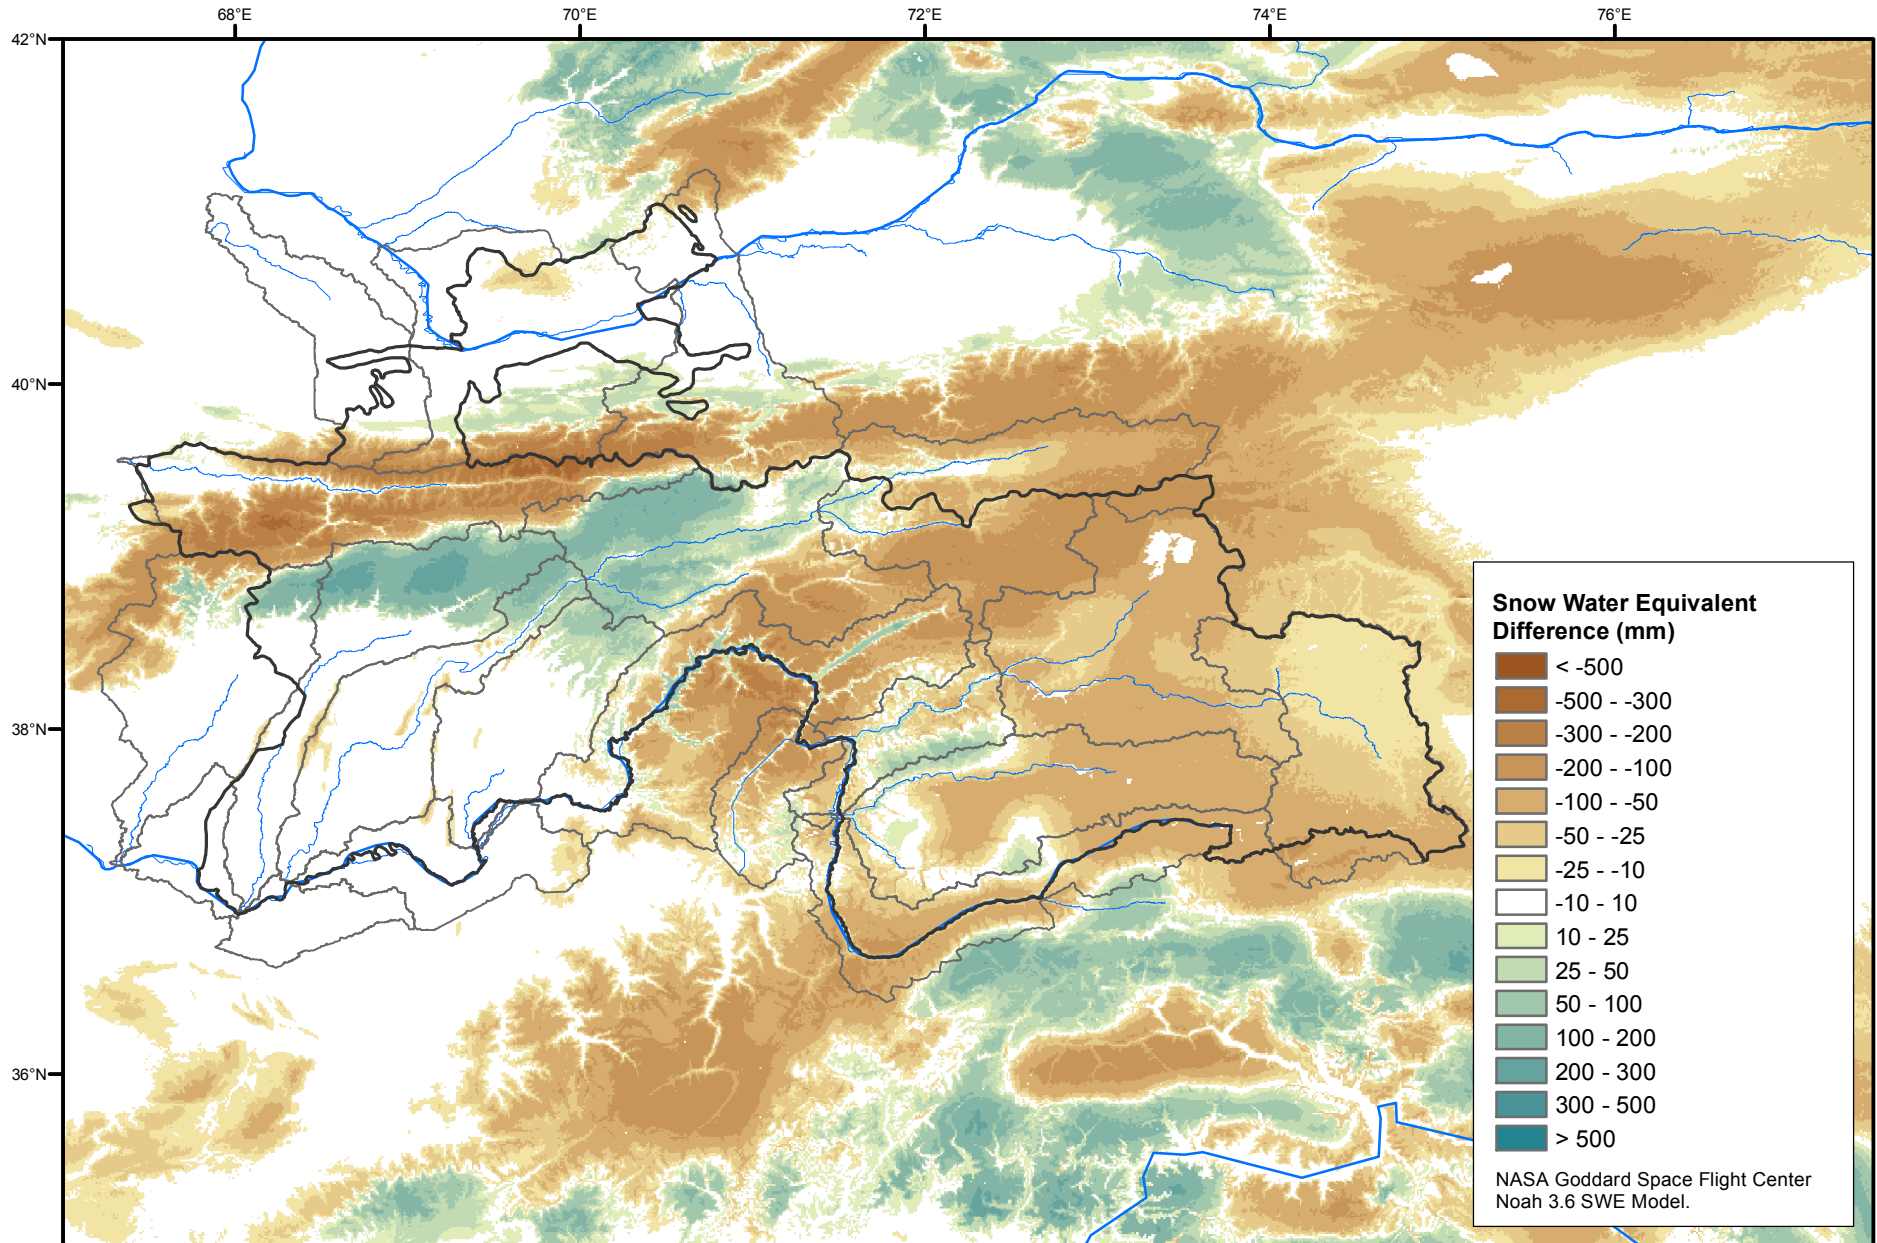 68°E
70°E
72°E
74°E
76°E
42°N
40°N
38°N
36°N
Snow Water Equivalent
Difference (mm)
< -500
-500 - -300
-300 - -200
-200 - -100
-100 - -50
-50 - -25
-25 - -10
-10 - 10
10 - 25
25 - 50
50 - 100
100 - 200
200 - 300
300 - 500
> 500
NASA Goddard Space Flight Center
Noah 3.6 SWE Model.